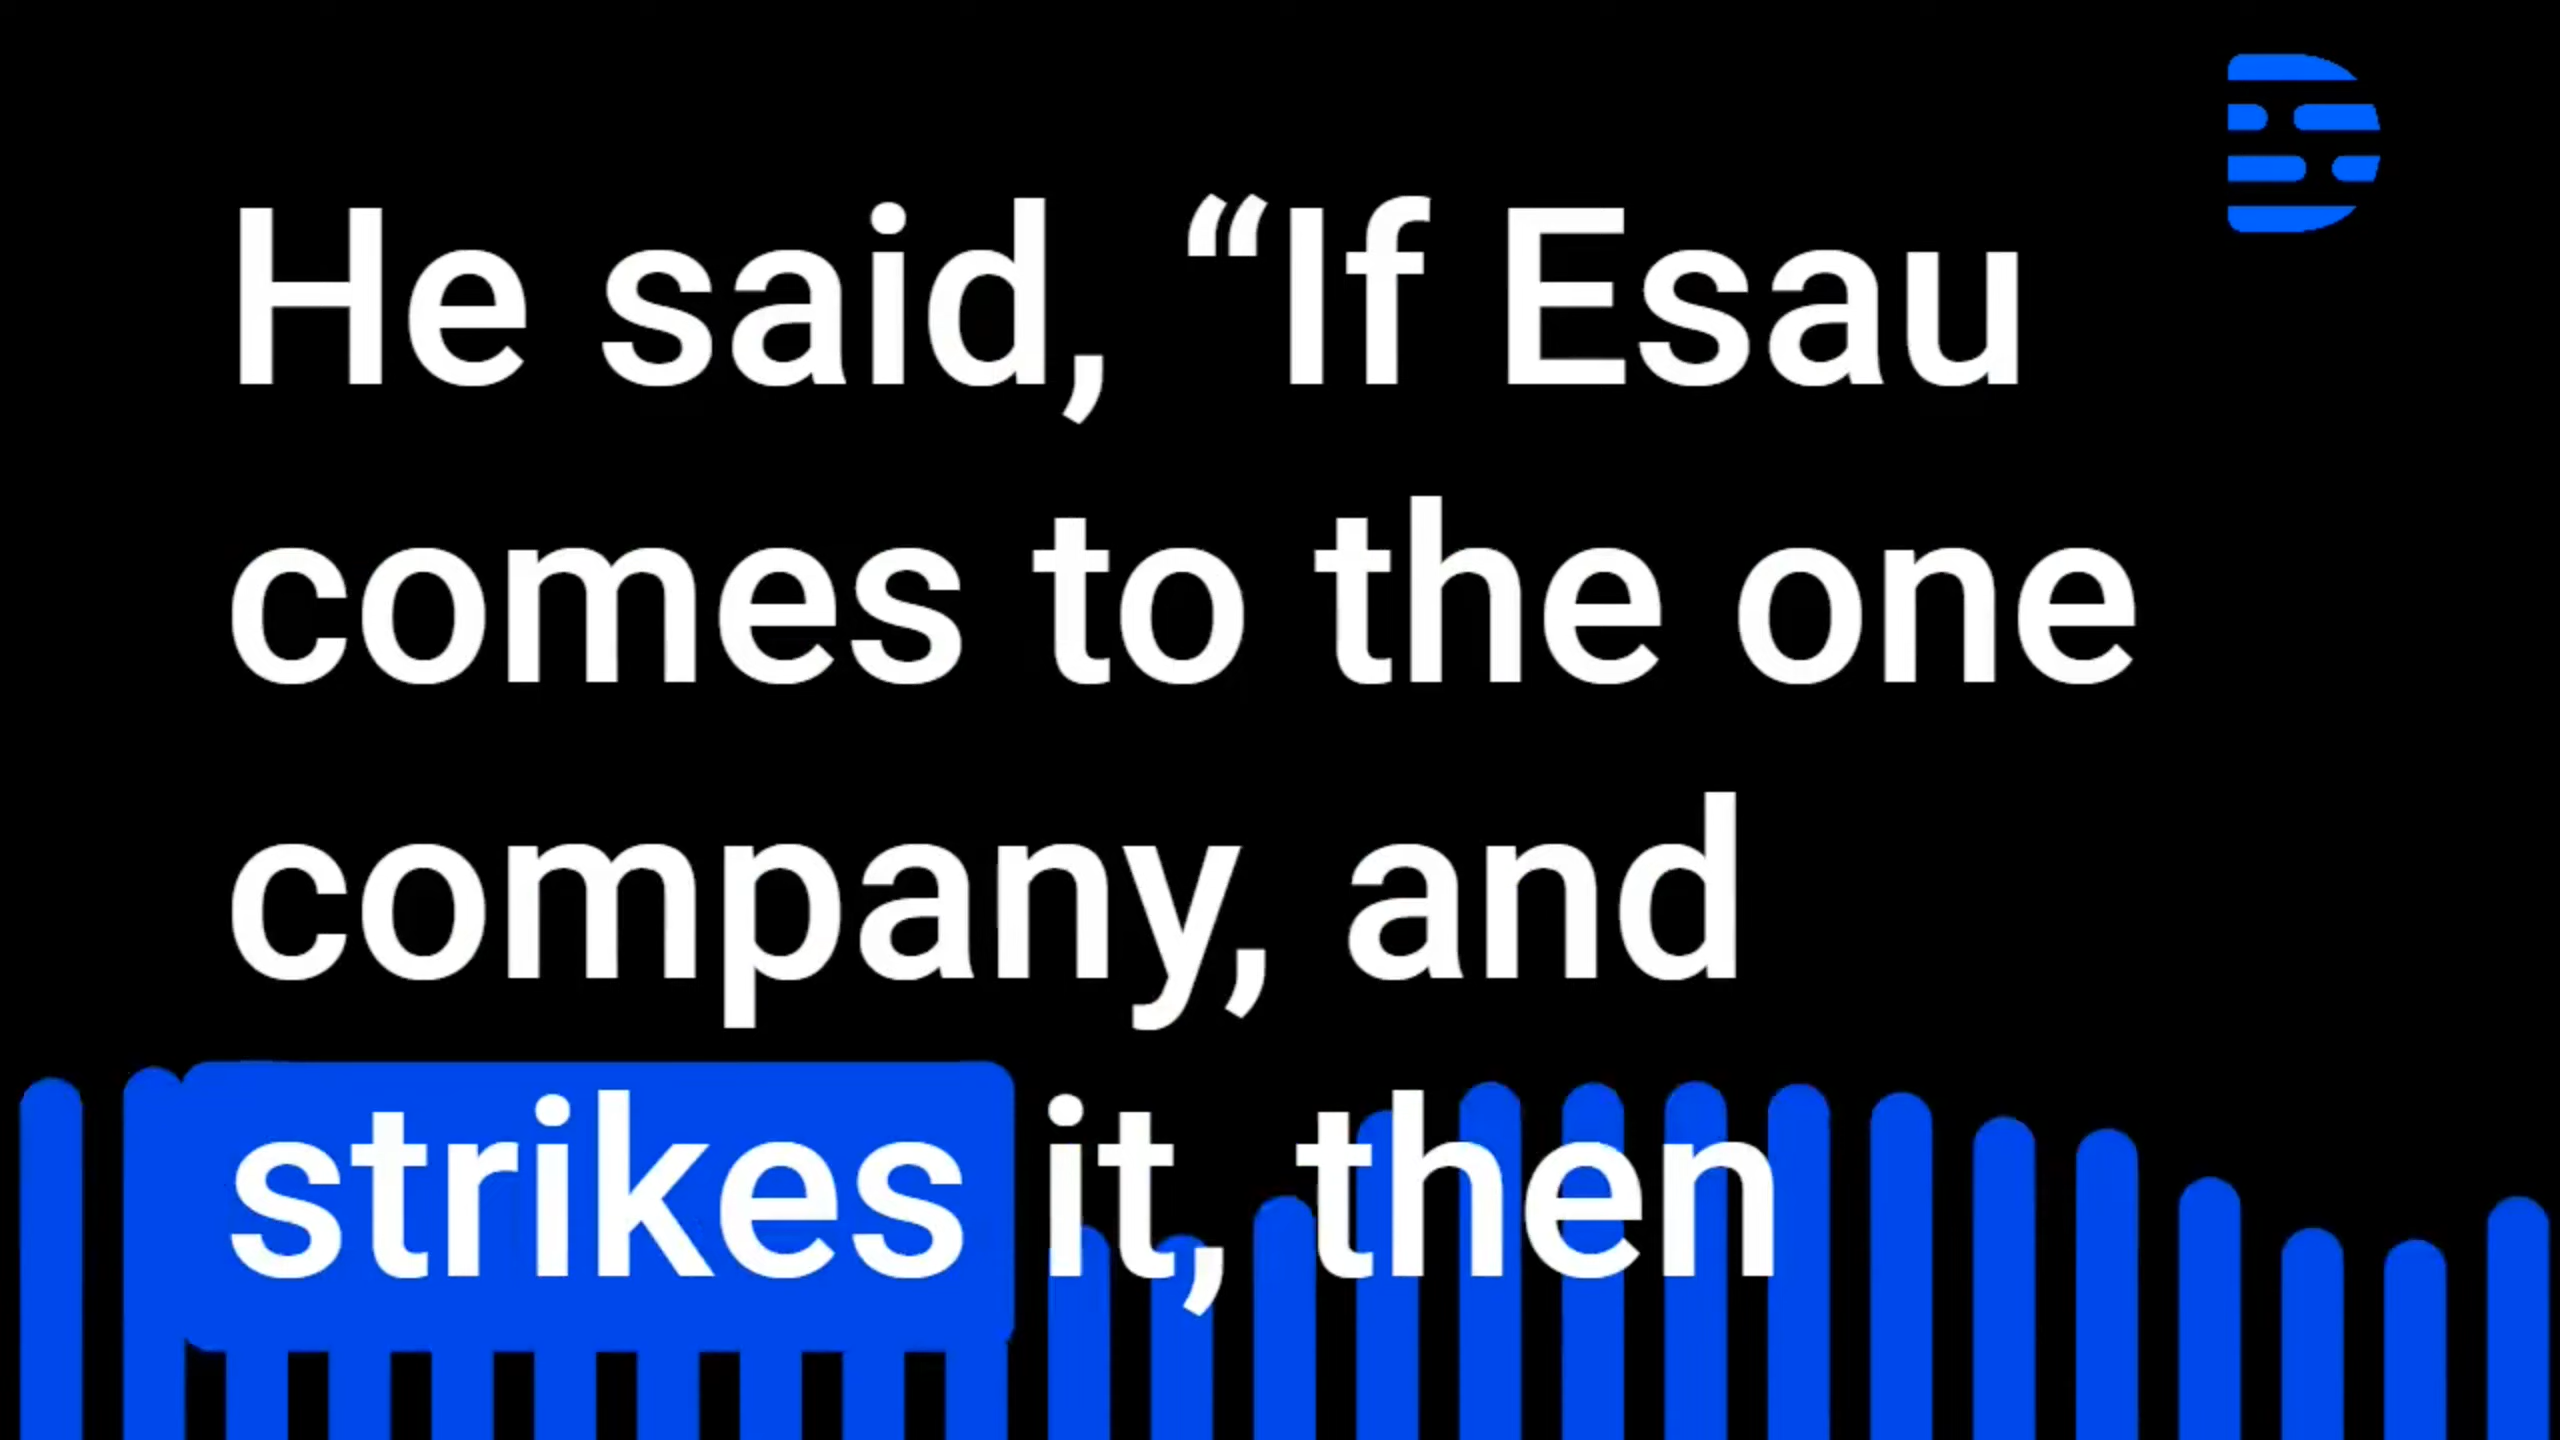 He said, “If Esau
comes to the one
company, and
strikes it, then